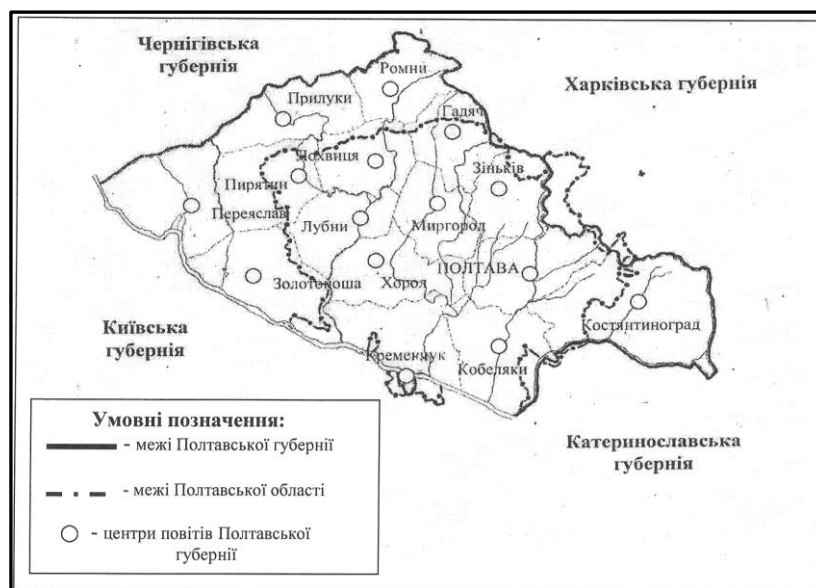 Чернігівська
губернія
Ромни
Харківська губернія
Прилуки
Гадяч
Лохвиця
Зіньків
Пирятин
Переяслав
Лубни
Миргород
ПОЛТАВА
Золотоноша
Хорол
Київська
губернія
Костянтиноград
Кременчук
Кобеляки
Умовні позначення:
- межі Полтавської губернії
Катеринославська
губернія
- межі Полтавської області
- центри повітів Полтавської
губернії